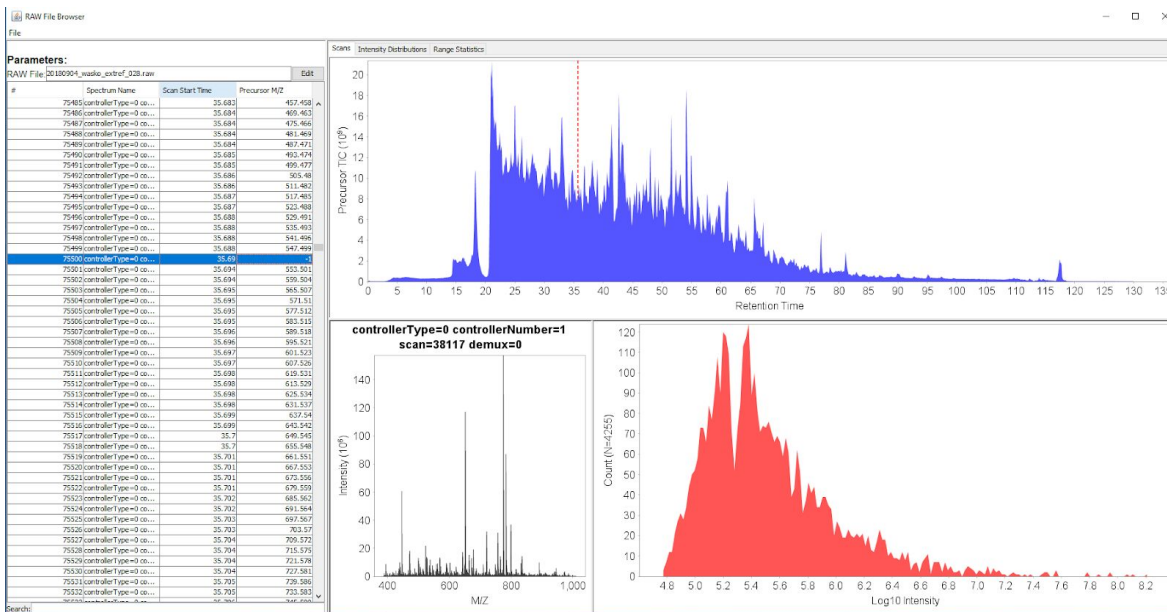 RAW File Browser
File
Parameters:
RAW File: 20180904_wasko_extref_028.raw Edit
# Spectrum Name Scan Start Time Precursor M/Z
75485 controllerType=0 co... 35.683 457.458
75486 controllerType=0 co... 35.684 469.463
75487 controllerType=0 co... 35.684 475.466
75488 controllerType=0 co... 35.684 481.469
75489 controllerType=0 co... 35.684 487.471
75490 controllerType=0 co... 35.685 493.474
75491 controllerType=0 co... 35.685 499.477
75492 controllerType=0 co... 35.686 505.48
75493 controllerType=0 co... 35.686 511.482
75494 controllerType=0 co... 35.687 517.485
75495 controllerType=0 co... 35.687 523.488
75496 controllerType=0 co... 35.688 529.491
75497 controllerType=0 co... 35.688 535.493
75498 controllerType=0 co... 35.688 541.496
75499 controllerType=0 co... 35.688 547.499
75500 controllerType=0 co... 35.69 -1
75501 controllerType=0 co... 35.694 553.501
75502 controllerType=0 co... 35.694 559.504
75503 controllerType=0 co... 35.695 565.507
75504 controllerType=0 co... 35.695 571.51
75505 controllerType=0 co... 35.695 577.512
75506 controllerType=0 co... 35.695 583.515
75507 controllerType=0 co... 35.696 589.518
75508 controllerType=0 co... 35.696 595.521
75509 controllerType=0 co... 35.697 601.523
75510 controllerType=0 co... 35.697 607.526
75511 controllerType=0 co... 35.698 619.531
75512 controllerType=0 co... 35.698 613.529
75513 controllerType=0 co... 35.698 625.534
75514 controllerType=0 co... 35.698 631.537
75515 controllerType=0 co... 35.699 637.54
75516 controllerType=0 co... 35.699 643.542
75517 controllerType=0 co... 35.7 649.545
75518 controllerType=0 co... 35.7 655.548
75519 controllerType=0 co... 35.701 661.551
75520 controllerType=0 co... 35.701 667.553
75521 controllerType=0 co... 35.701 673.556
75522 controllerType=0 co... 35.701 679.559
75523 controllerType=0 co... 35.702 685.562
75524 controllerType=0 co... 35.702 691.564
75525 controllerType=0 co... 35.703 697.567
75526 controllerType=0 co... 35.703 703.57
75527 controllerType=0 co... 35.704 709.572
75528 controllerType=0 co... 35.704 715.575
75529 controllerType=0 co... 35.704 721.578
75530 controllerType=0 co... 35.704 727.581
75531 controllerType=0 co... 35.705 739.586
75532 controllerType=0 co... 35.705 733.583
Search:
Scans Intensity Distributions Range Statistics
Precursor TIC (10⁹)
20
18
16
14
12
10
8
6
4
2
0
0 5 10 15 20 25 30 35 40 45 50 55 60 65 70 75 80 85 90 95 100 105 110 115 120 125 130 135
Retention Time
controllerType=0 controllerNumber=1
scan=38117 demux=0
Intensity (10⁶)
140
120
100
80
60
40
20
0
400 600 800 1,000
M/Z
Count (N=4255)
120
110
100
90
80
70
60
50
40
30
20
10
0
4.6 4.8 5.0 5.2 5.4 5.6 5.8 6.0 6.2 6.4 6.6 6.8 7.0 7.2 7.4 7.6 7.8 8.0 8.2
Log10 Intensity